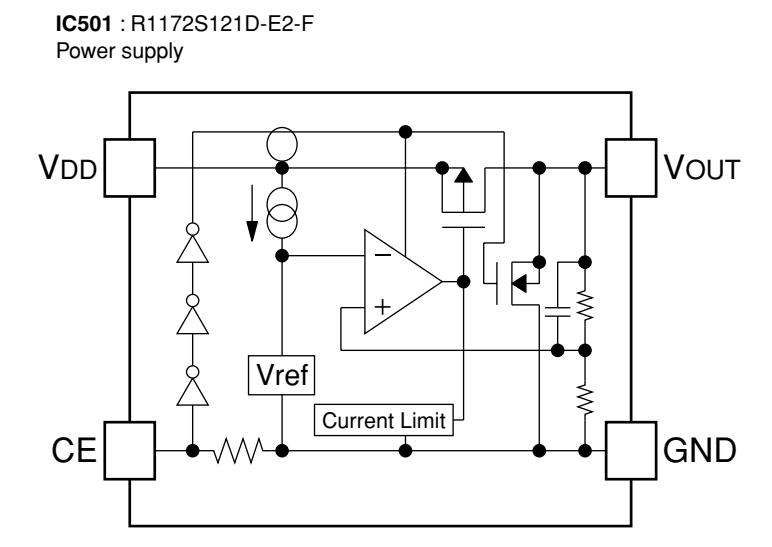 IC501 : R1172S121D-E2-F
Power supply
VDD
VOUT
−
+
Vref
Current Limit
CE
GND